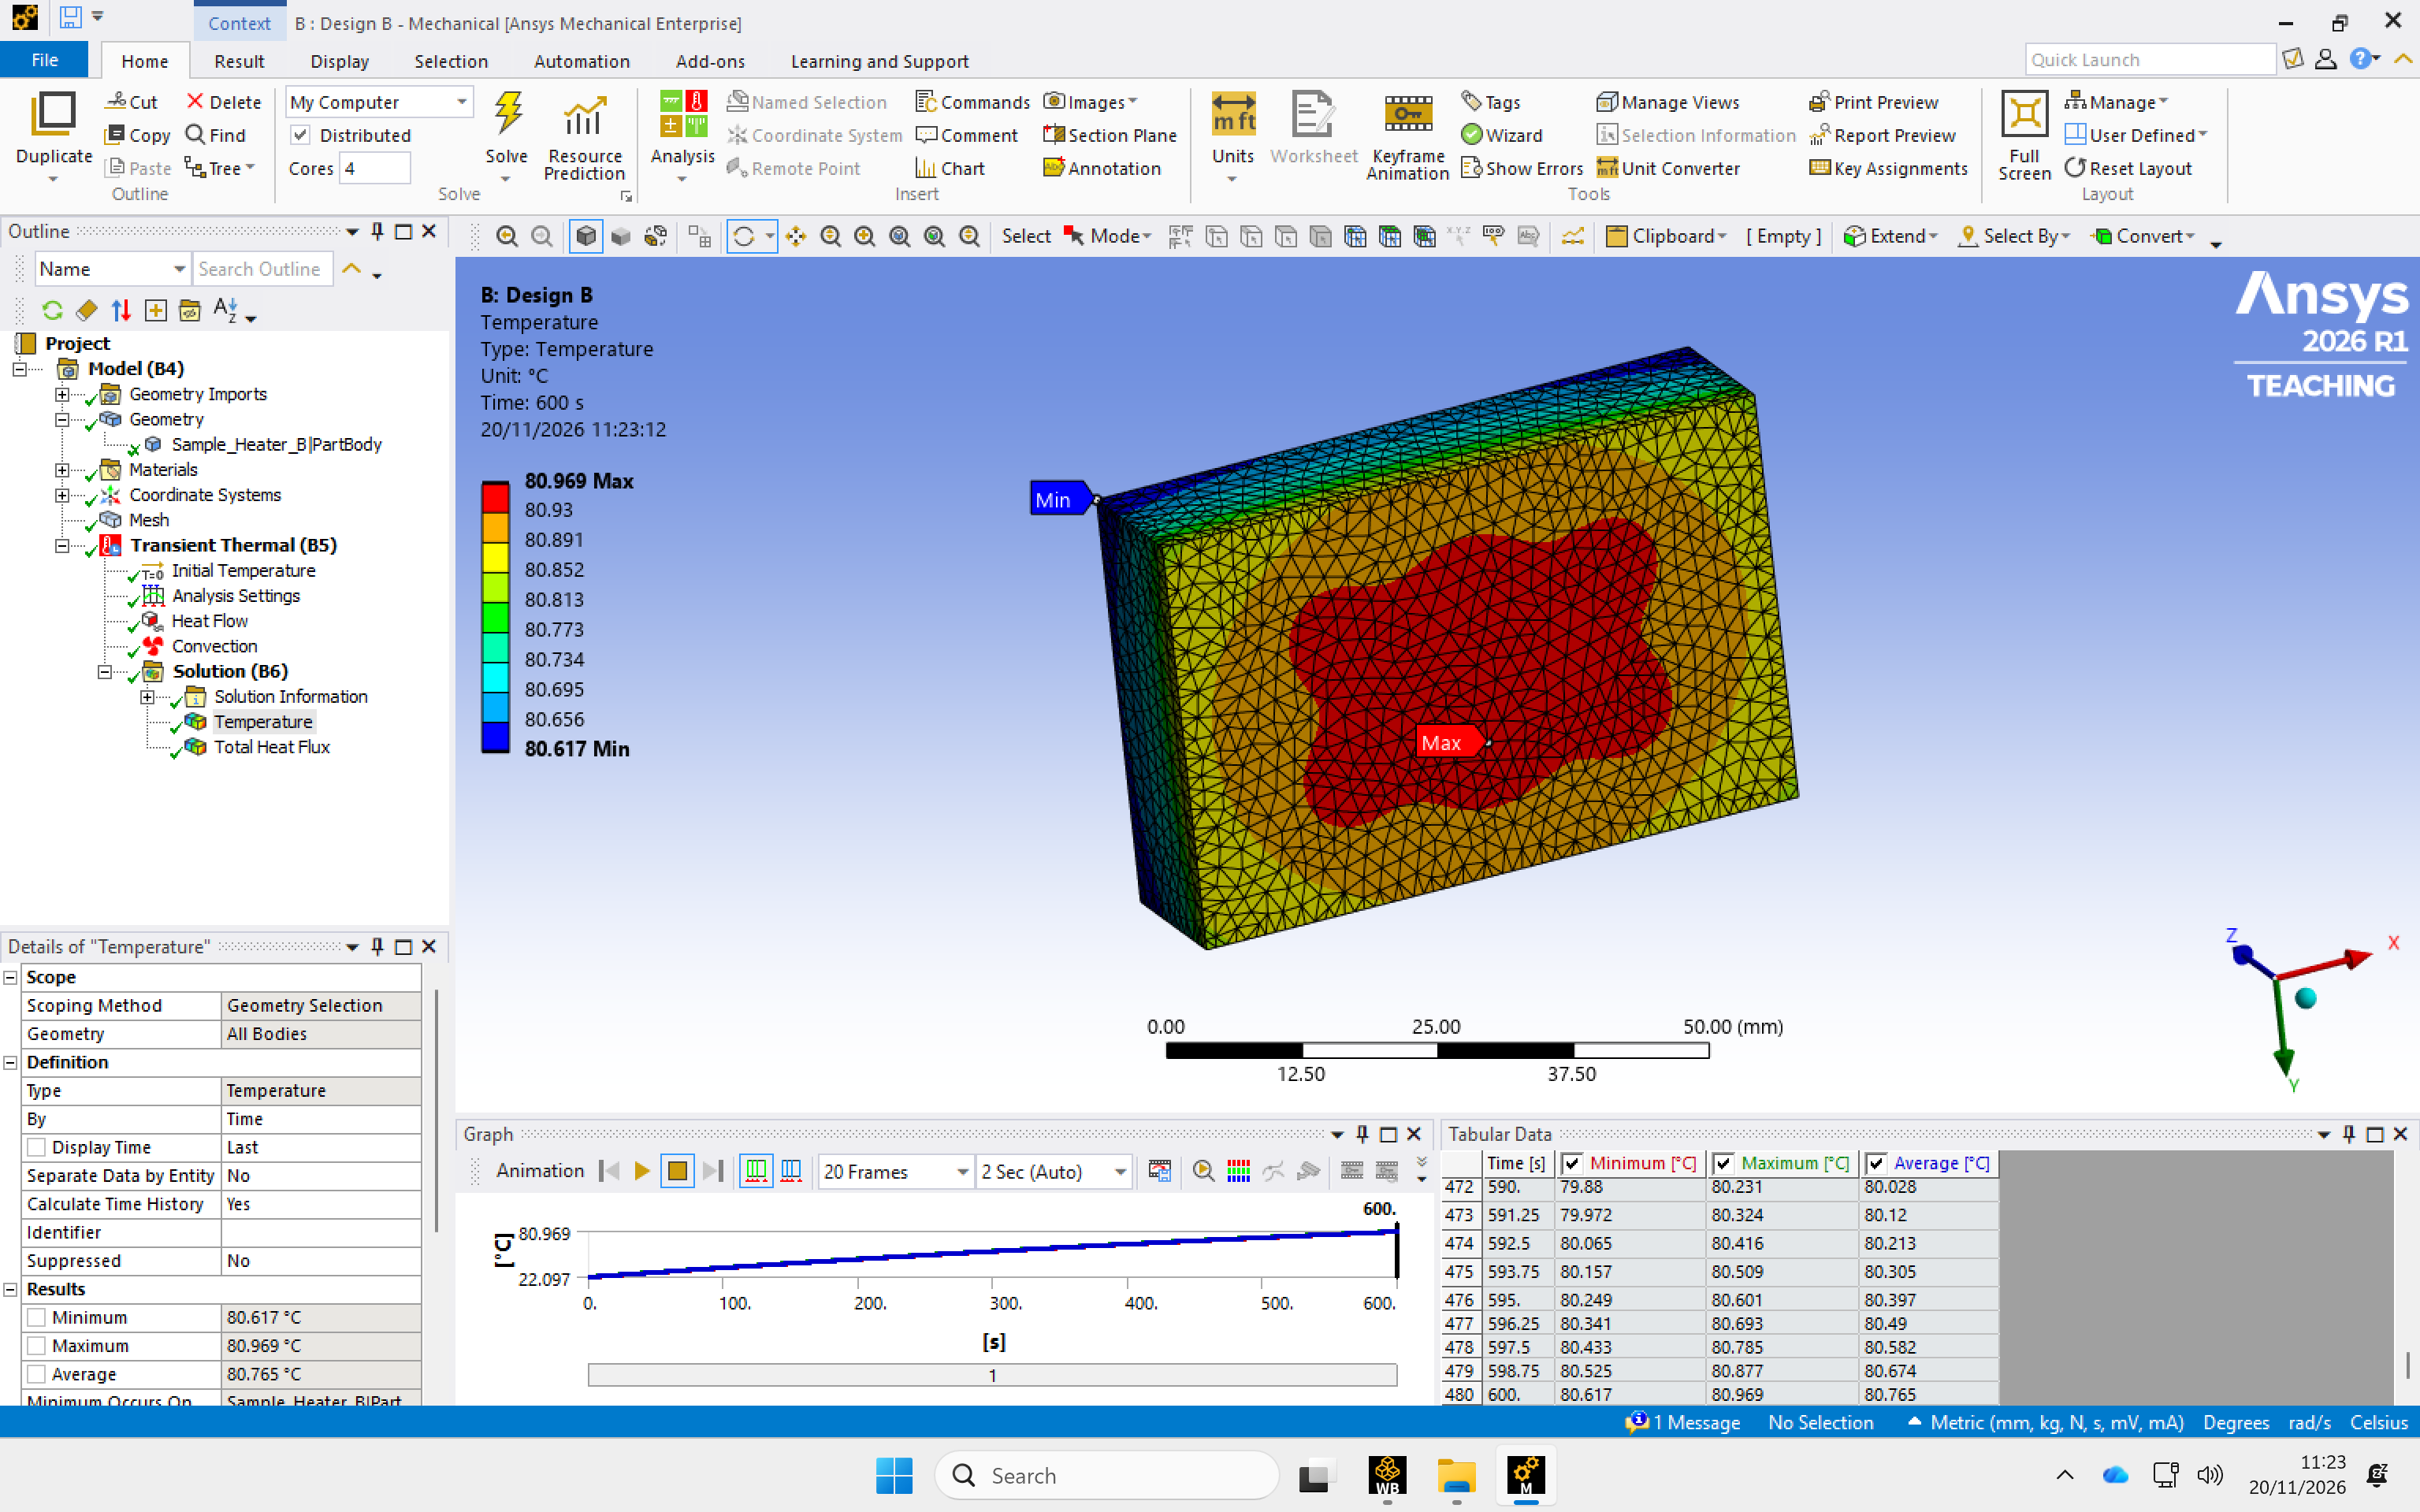 Context
B : Design B - Mechanical [Ansys Mechanical Enterprise]
File
Home
Result
Display
Selection
Automation
Add-ons
Learning and Support
Quick Launch
Duplicate
Cut
Copy
Paste
Delete
Find
Tree
Outline
My Computer
Distributed
Cores 4
Solve
Resource
Prediction
Solve
Analysis
Named Selection
Coordinate System
Remote Point
Commands
Comment
Chart
Images
Section Plane
Annotation
Insert
Units
Worksheet
Keyframe
Animation
Tags
Wizard
Show Errors
Manage Views
Selection Information
Unit Converter
Print Preview
Report Preview
Key Assignments
Tools
Full
Screen
Manage
User Defined
Reset Layout
Layout
Outline
Name
Search Outline
Select
Mode
Clipboard
[ Empty ]
Extend
Select By
Convert
Project
Model (B4)
Geometry Imports
Geometry
Sample_Heater_B|PartBody
Materials
Coordinate Systems
Mesh
Transient Thermal (B5)
Initial Temperature
Analysis Settings
Heat Flow
Convection
Solution (B6)
Solution Information
Temperature
Total Heat Flux
B: Design B
Temperature
Type: Temperature
Unit: °C
Time: 600 s
20/11/2026 11:23:12
80.969 Max
80.93
80.891
80.852
80.813
80.773
80.734
80.695
80.656
80.617 Min
Min
Max
Ansys
2026 R1
TEACHING
Z
X
Y
0.00
25.00
50.00 (mm)
12.50
37.50
Details of "Temperature"
Scope
Scoping Method Geometry Selection
Geometry All Bodies
Definition
Type Temperature
By Time
Display Time Last
Separate Data by Entity No
Calculate Time History Yes
Identifier
Suppressed No
Results
Minimum 80.617 °C
Maximum 80.969 °C
Average 80.765 °C
Minimum Occurs On Sample_Heater_B|Part
Graph
Animation
20 Frames
2 Sec (Auto)
600.
[°C]
80.969
22.097
0. 100. 200. 300. 400. 500. 600.
[s]
1
Tabular Data
Time [s] Minimum [°C] Maximum [°C] Average [°C]
472 590. 79.88 80.231 80.028
473 591.25 79.972 80.324 80.12
474 592.5 80.065 80.416 80.213
475 593.75 80.157 80.509 80.305
476 595. 80.249 80.601 80.397
477 596.25 80.341 80.693 80.49
478 597.5 80.433 80.785 80.582
479 598.75 80.525 80.877 80.674
480 600. 80.617 80.969 80.765
1 Message
No Selection
Metric (mm, kg, N, s, mV, mA)
Degrees
rad/s
Celsius
Search
WB
M
11:23
20/11/2026